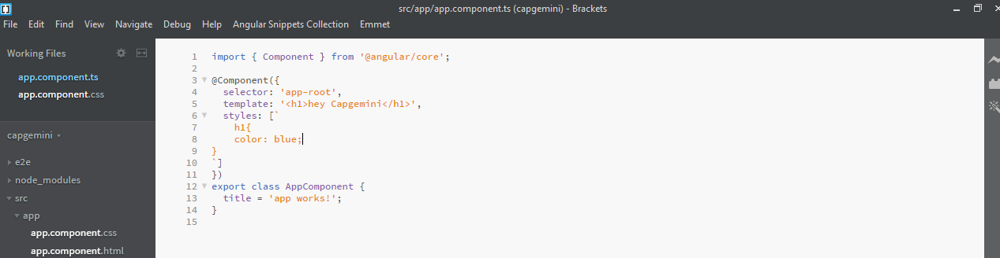 src/app/app.component.ts (capgemini) - Brackets
File Edit Find View Navigate Debug Help Angular Snippets Collection Emmet
Working Files
app.component.ts
app.component.css
capgemini
e2e
node_modules
src
app
app.component.css
app.component.html
1 import { Component } from '@angular/core';
2
3 @Component({
4   selector: 'app-root',
5   template: '<h1>hey Capgemini</h1>',
6   styles: [`
7     h1{
8     color: blue;
9 }
10 `]
11 })
12 export class AppComponent {
13   title = 'app works!';
14 }
15